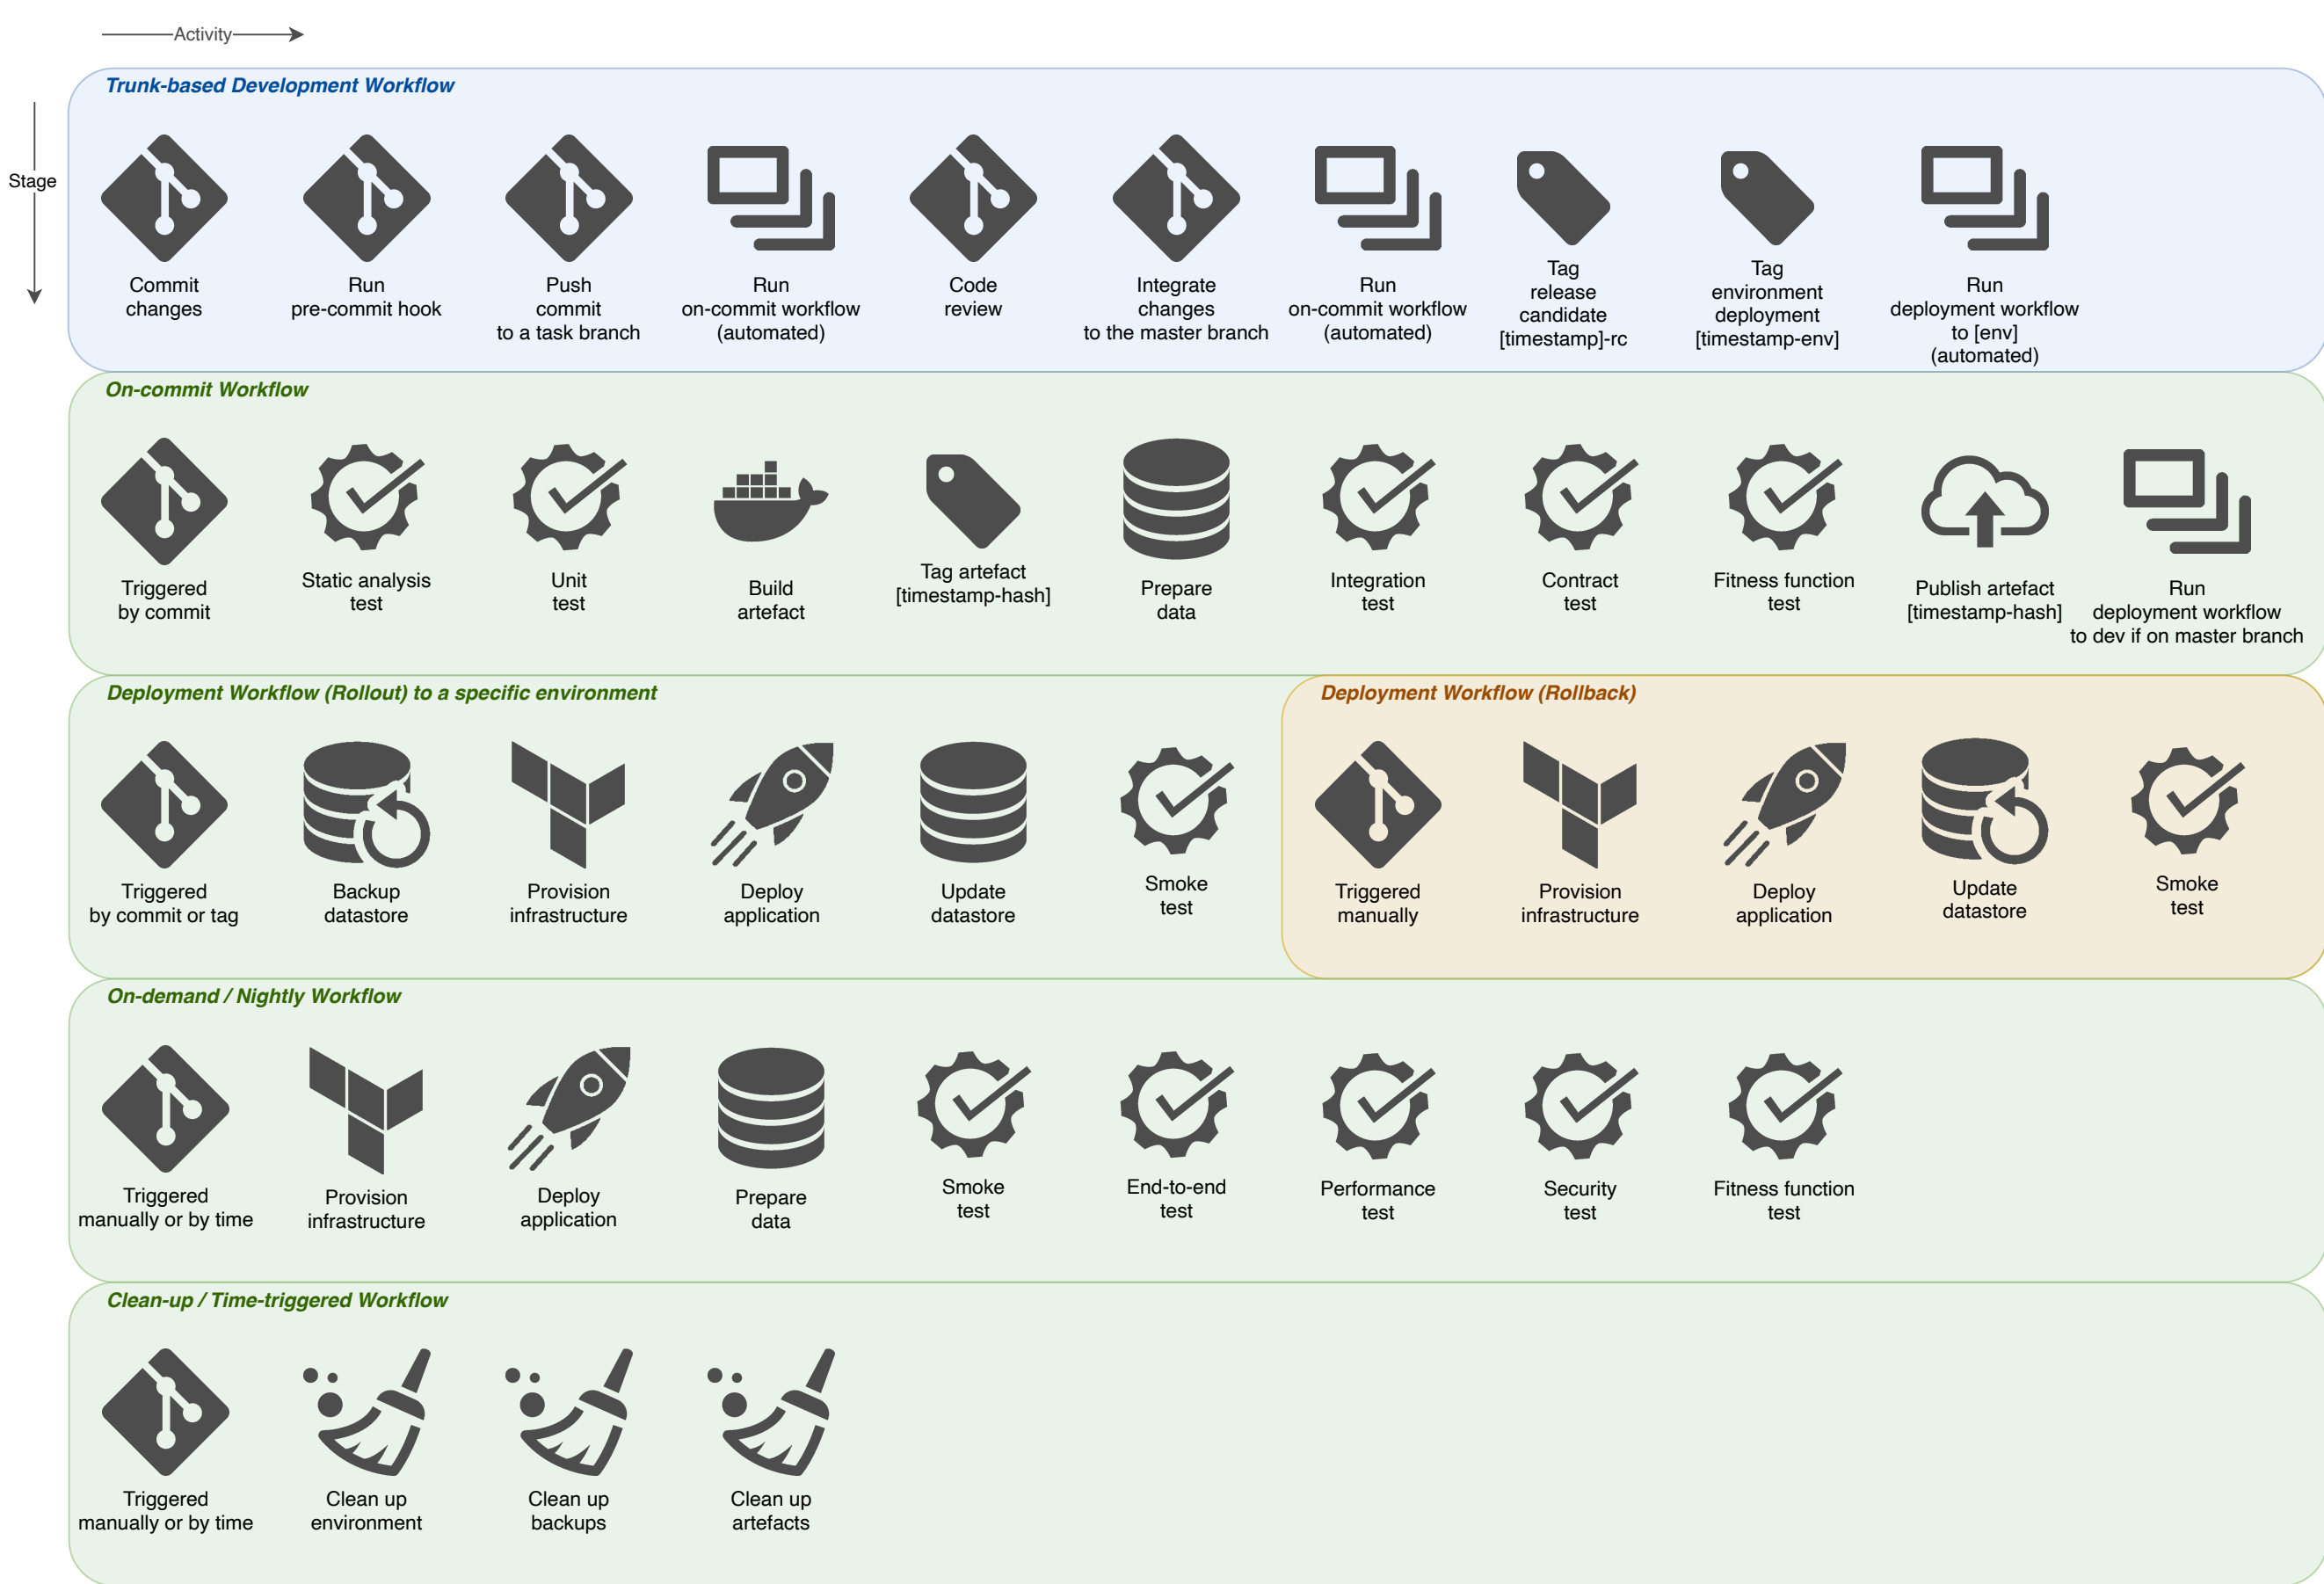 Activity
Stage
Trunk-based Development Workflow
Commit
changes
Run
pre-commit hook
Push
commit
to a task branch
Run
on-commit workflow
(automated)
Code
review
Integrate
changes
to the master branch
Run
on-commit workflow
(automated)
Tag
release
candidate
[timestamp]-rc
Tag
environment
deployment
[timestamp-env]
Run
deployment workflow
to [env]
(automated)
On-commit Workflow
Triggered
by commit
Static analysis
test
Unit
test
Build
artefact
Tag artefact
[timestamp-hash]
Prepare
data
Integration
test
Contract
test
Fitness function
test
Publish artefact
[timestamp-hash]
Run
deployment workflow
to dev if on master branch
Deployment Workflow (Rollout) to a specific environment
Triggered
by commit or tag
Backup
datastore
Provision
infrastructure
Deploy
application
Update
datastore
Smoke
test
Deployment Workflow (Rollback)
Triggered
manually
Provision
infrastructure
Deploy
application
Update
datastore
Smoke
test
On-demand / Nightly Workflow
Triggered
manually or by time
Provision
infrastructure
Deploy
application
Prepare
data
Smoke
test
End-to-end
test
Performance
test
Security
test
Fitness function
test
Clean-up / Time-triggered Workflow
Triggered
manually or by time
Clean up
environment
Clean up
backups
Clean up
artefacts